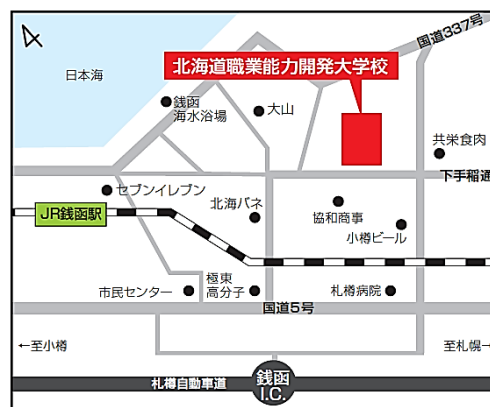 国道337号
日本海
北海道職業能力開発大学校
銭函
海水浴場
大山
共栄食肉
下手稲通
セブンイレブン
北海バネ
協和商事
小樽ビール
JR銭函駅
市民センター
極東
高分子
札樽病院
国道5号
←至小樽
至札幌→
札樽自動車道
銭函
I.C.